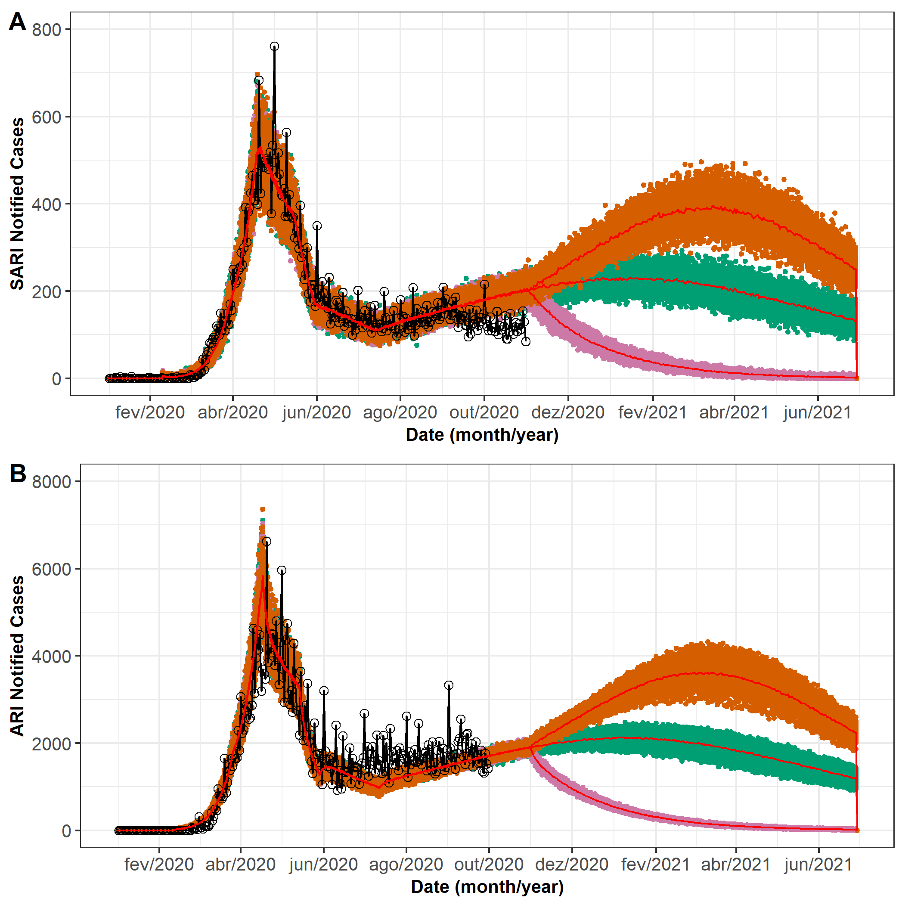 A
SARI Notified Cases
800
600
400
200
0
fev/2020 abr/2020 jun/2020 ago/2020 out/2020 dez/2020 fev/2021 abr/2021 jun/2021
Date (month/year)
B
ARI Notified Cases
8000
6000
4000
2000
0
fev/2020 abr/2020 jun/2020 ago/2020 out/2020 dez/2020 fev/2021 abr/2021 jun/2021
Date (month/year)